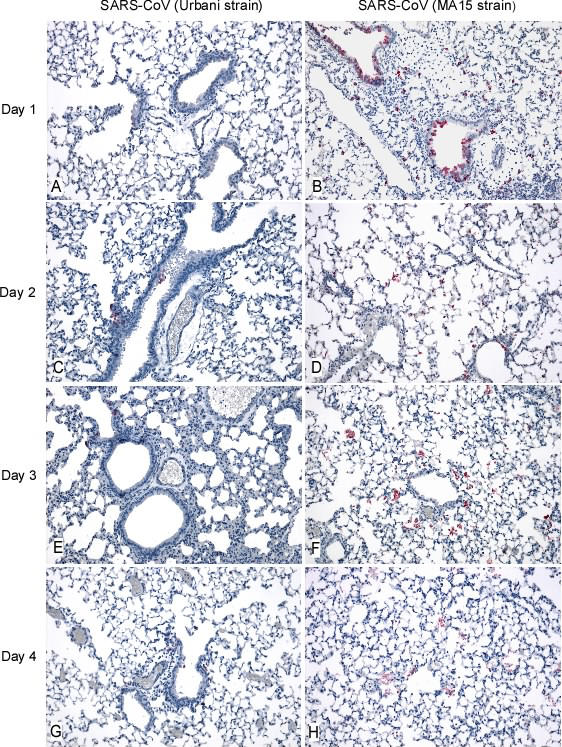 SARS-CoV (Urbani strain) SARS-CoV (MA15 strain)
Day 1
A B
Day 2
C D
Day 3
E F
Day 4
G H